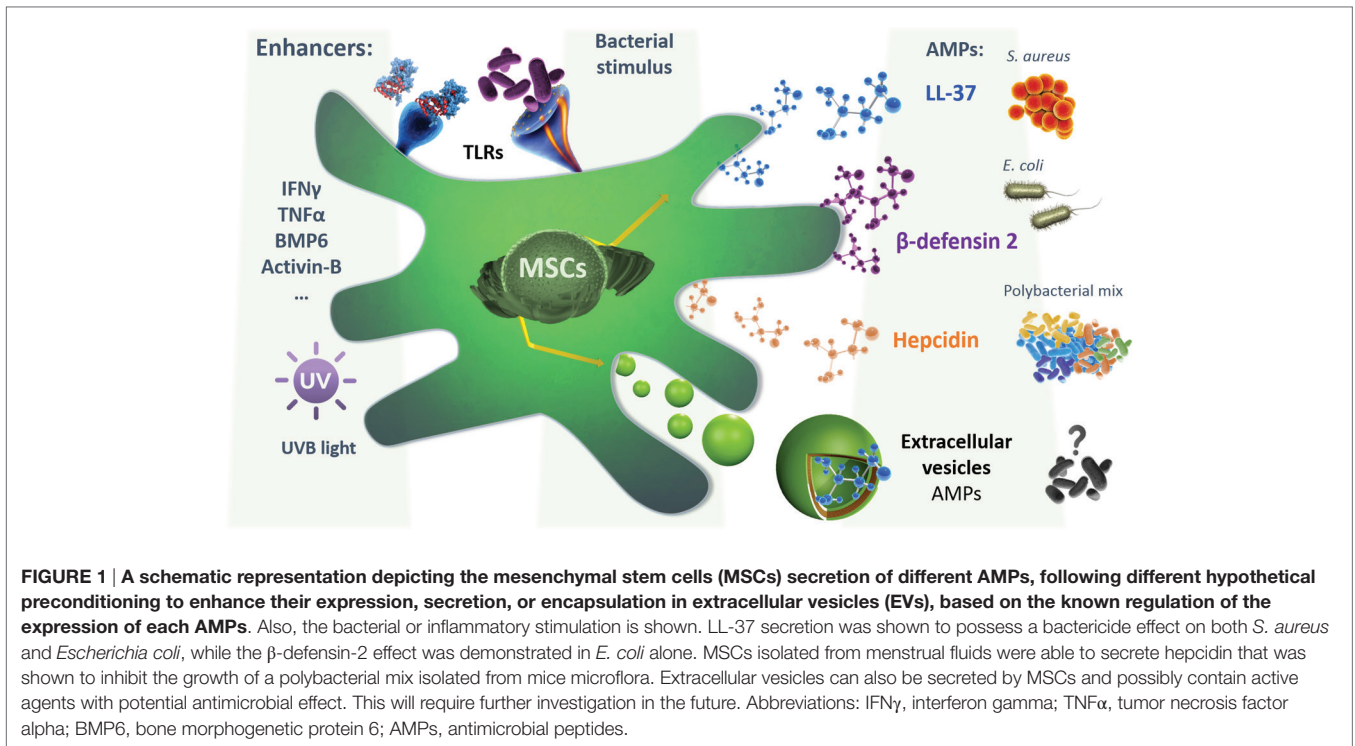 Enhancers:
Bacterial
stimulus
AMPs:
S. aureus
LL-37
TLRs
IFNγ
TNFα
BMP6
Activin-B
...
E. coli
β-defensin 2
MSCs
Polybacterial mix
Hepcidin
UV
UVB light
Extracellular
vesicles
AMPs
?
FIGURE 1 | A schematic representation depicting the mesenchymal stem cells (MSCs) secretion of different AMPs, following different hypothetical
preconditioning to enhance their expression, secretion, or encapsulation in extracellular vesicles (EVs), based on the known regulation of the
expression of each AMPs. Also, the bacterial or inflammatory stimulation is shown. LL-37 secretion was shown to possess a bactericide effect on both S. aureus
and Escherichia coli, while the β-defensin-2 effect was demonstrated in E. coli alone. MSCs isolated from menstrual fluids were able to secrete hepcidin that was
shown to inhibit the growth of a polybacterial mix isolated from mice microflora. Extracellular vesicles can also be secreted by MSCs and possibly contain active
agents with potential antimicrobial effect. This will require further investigation in the future. Abbreviations: IFNγ, interferon gamma; TNFα, tumor necrosis factor
alpha; BMP6, bone morphogenetic protein 6; AMPs, antimicrobial peptides.